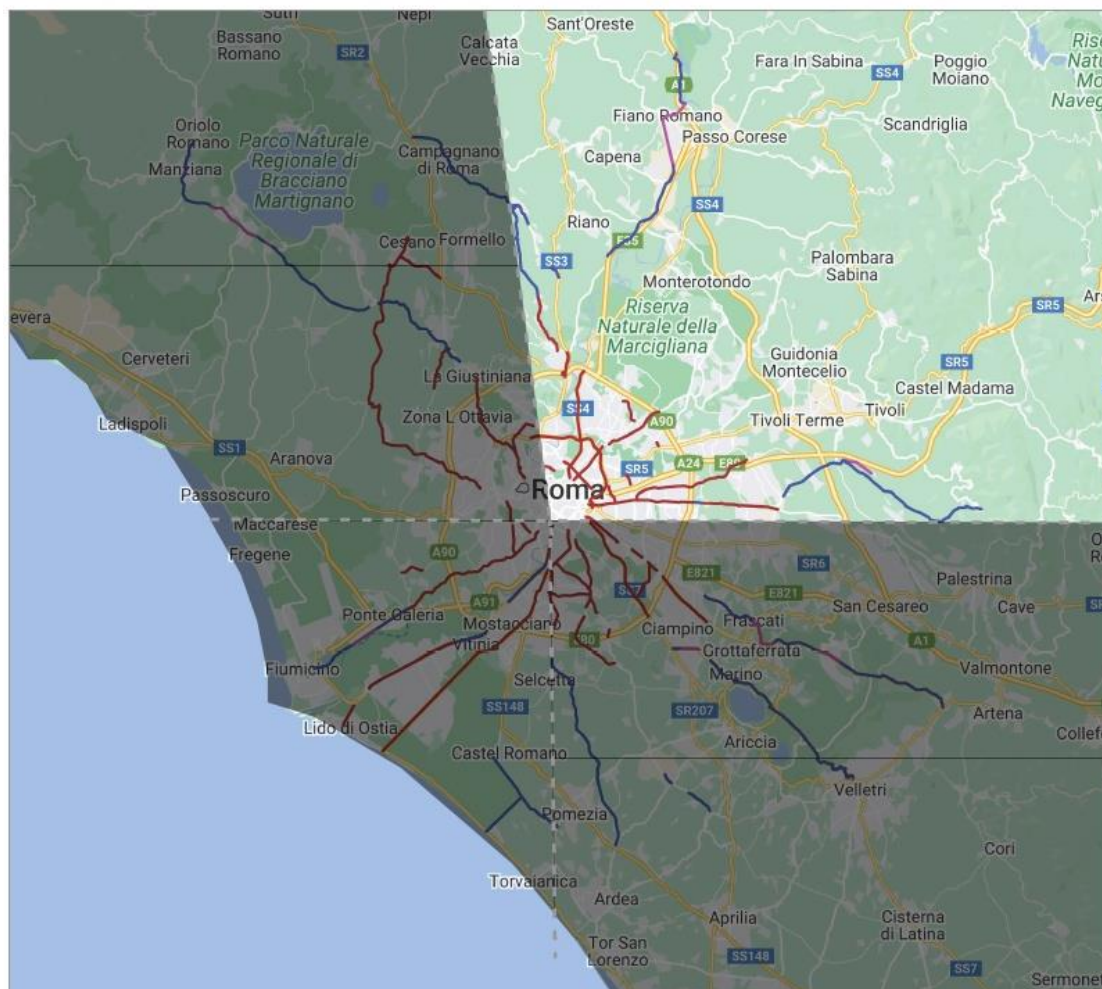 Sutri
Nepi
Bassano
Romano
SR2
Calcata
Vecchia
Sant'Oreste
Fara In Sabina
SS4
Poggio
Moiano
A1
Fiano Romano
Passo Corese
Scandriglia
Oriolo
Romano
Manziana
Parco Naturale
Regionale di
Bracciano
Martignano
Campagnano
di Roma
Capena
SS4
Riano
Cesano
Formello
SS3
E35
Monterotondo
Palombara
Sabina
SR5
Riserva
Naturale della
Marcigliana
Cerveteri
Ladispoli
La Giustiniana
Guidonia
Montecelio
SR5
Castel Madama
Zona L Ottavia
SS4
A90
Tivoli Terme
Tivoli
SS1
Aranova
SR5
A24
E80
Passoscuro
Roma
Maccarese
Fregene
A90
SR6
E821
E821
Palestrina
Cave
Ponte Galeria
A91
Mostacciano
SS7
San Cesareo
Vitinia
E80
Ciampino
Frascati
A1
Fiumicino
Grottaferrata
Valmontone
Selcetta
Marino
SS148
SR207
Artena
Lido di Ostia
Ariccia
Castel Romano
Velletri
Pomezia
Cori
Torvaianica
Ardea
Aprilia
Cisterna
di Latina
Tor San
Lorenzo
SS148
SS7